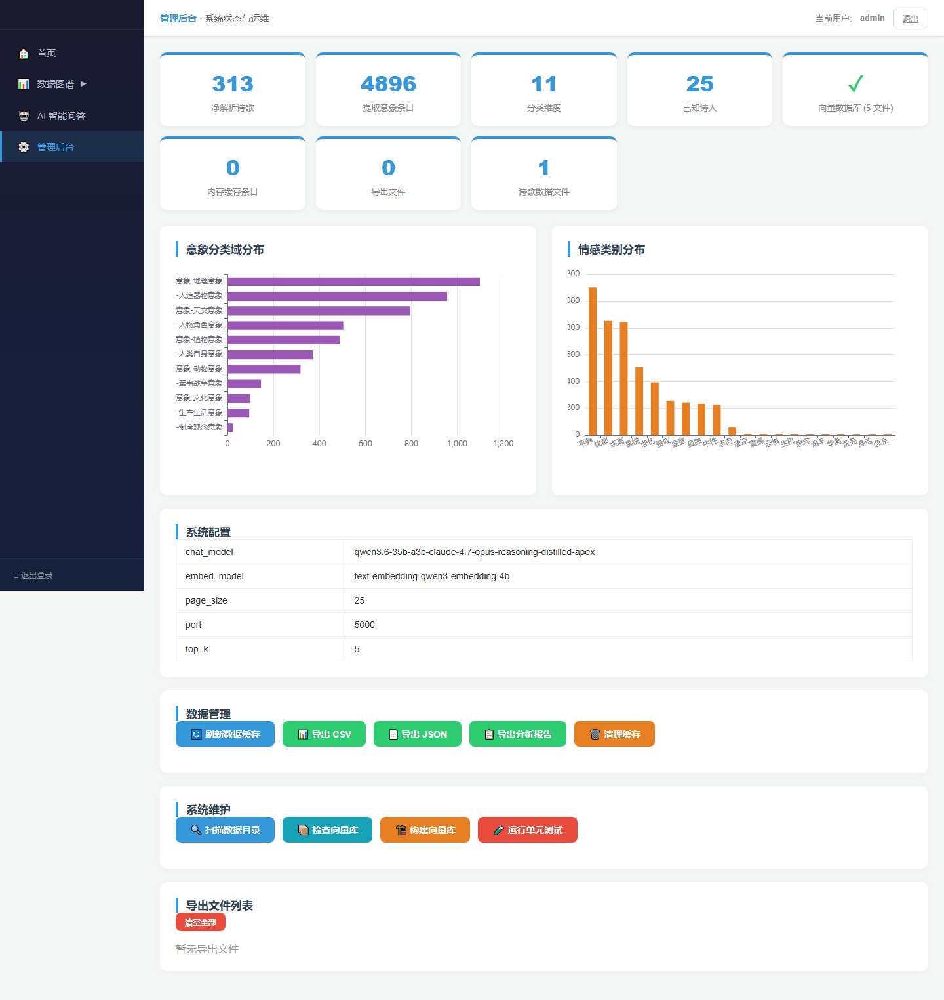 管理后台 · 系统状态与运维
当前用户: admin 退出
首页
数据图谱 ▶
AI 智能问答
管理后台
退出登录
313
净解析诗歌
4896
提取意象条目
11
分类维度
25
已知诗人
✓
向量数据库 (5 文件)
0
内存缓存条目
0
导出文件
1
诗歌数据文件
意象分类域分布
意象-地理意象
-人造器物意象
意象-天文意象
-人物角色意象
意象-植物意象
-人类自身意象
意象-动物意象
-军事战争意象
意象-文化意象
-生产生活意象
-制度观念意象
0 200 400 600 800 1,000 1,200
情感类别分布
200
000
800
600
400
200
0
平静 忧郁 崇高 喜悦 悲伤 赞叹 紧张 孤独 中性 志向 凄凉 震撼 恐惧 生机 思念 艰辛 华美 荒芜 高洁 悲凉
系统配置
chat_model qwen3.6-35b-a3b-claude-4.7-opus-reasoning-distilled-apex
embed_model text-embedding-qwen3-embedding-4b
page_size 25
port 5000
top_k 5
数据管理
刷新数据缓存 导出 CSV 导出 JSON 导出分析报告 清理缓存
系统维护
扫描数据目录 检查向量库 构建向量库 运行单元测试
导出文件列表
清空全部
暂无导出文件